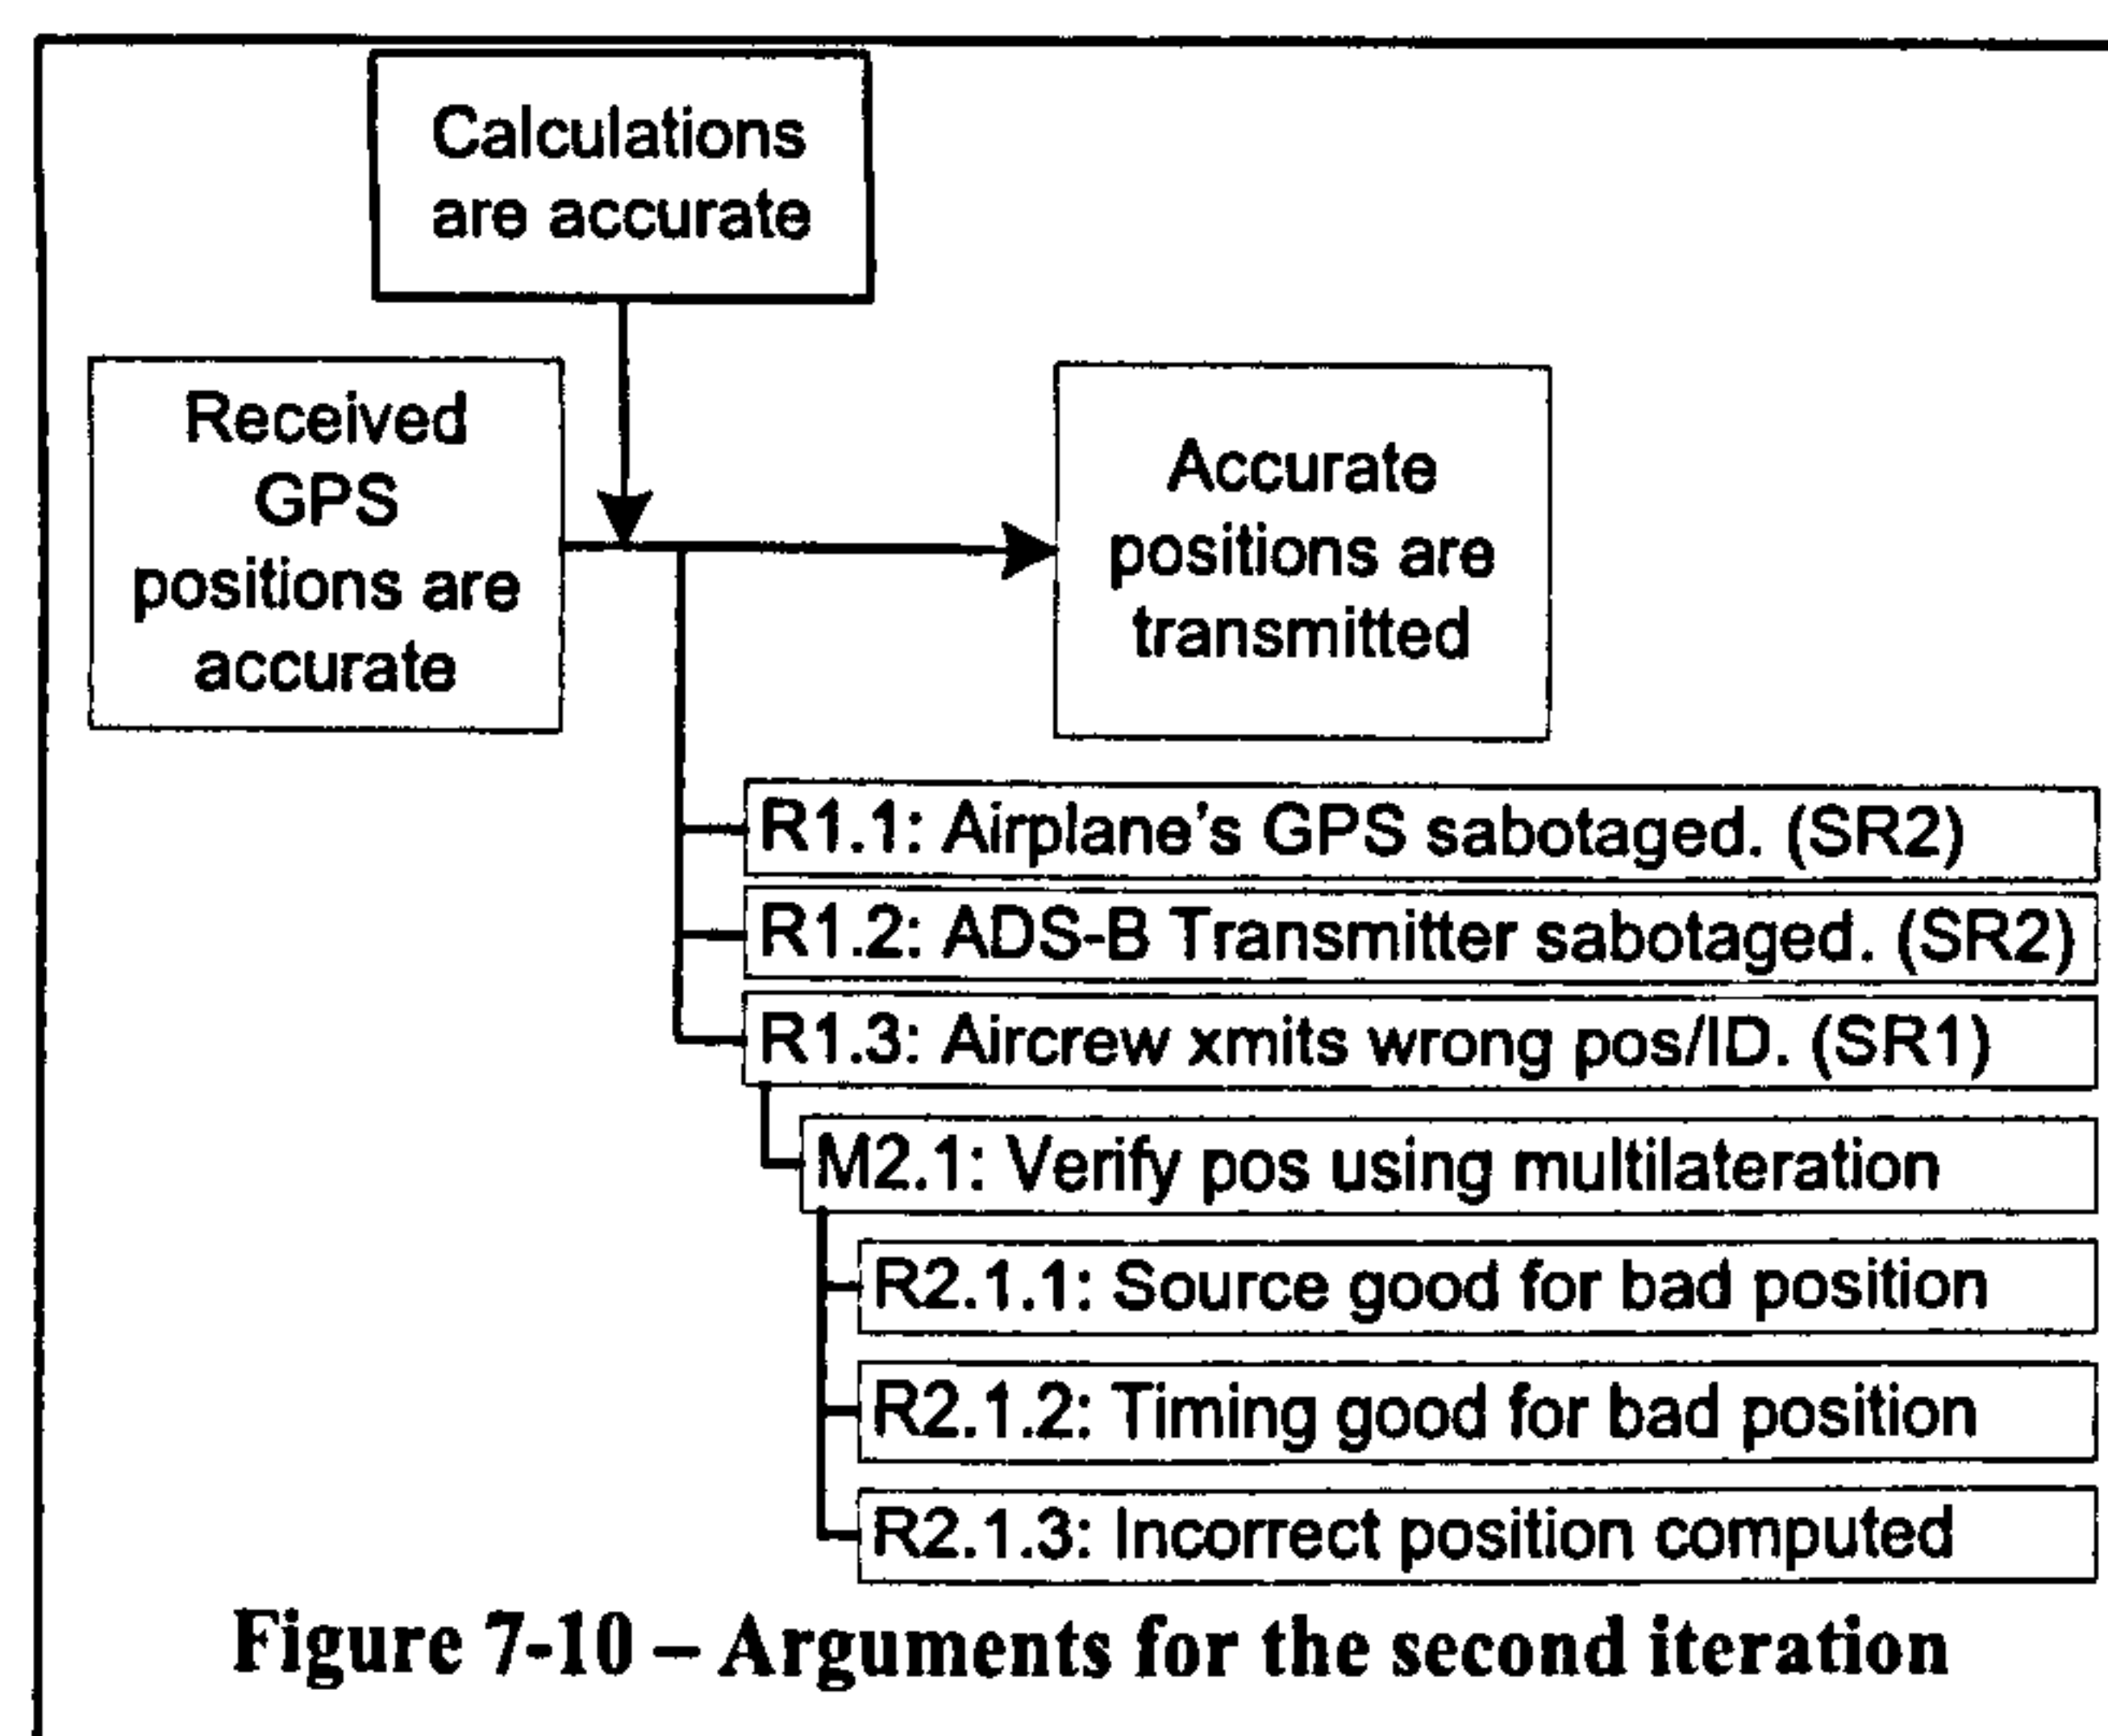 Calculations
are accurate
Received
GPS
positions are
accurate
Accurate
positions are
transmitted
R1.1: Airplane's GPS sabotaged. (SR2)
R1.2: ADS-B Transmitter sabotaged. (SR2)
R1.3: Aircrew xmits wrong pos/ID. (SR1)
M2.1: Verify pos using multilateration
R2.1.1: Source good for bad position
R2.1.2: Timing good for bad position
R2.1.3: Incorrect position computed
Figure 7-10 – Arguments for the second iteration